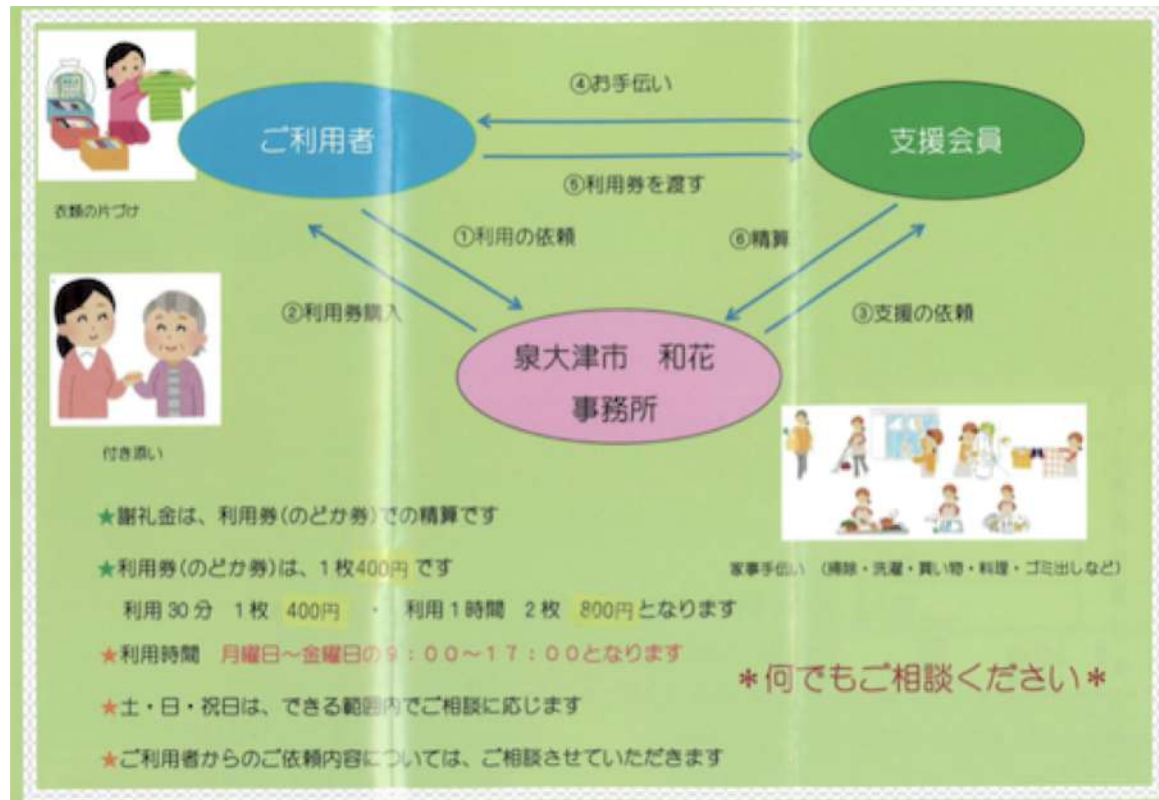 ④お手伝い
ご利用者
支援会員
⑤利用券を渡す
衣類の片づけ
①利用の依頼
⑥精算
②利用券購入
③支援の依頼
泉大津市 和花
事務所
付き添い
★謝礼金は、利用券(のどか券)での精算です
★利用券(のどか券)は、1枚400円です
家事手伝い (掃除・洗濯・買い物・料理・ゴミ出しなど)
利用30分 1枚 400円 ・ 利用1時間 2枚 800円となります
★利用時間 月曜日~金曜日の9:00~17:00となります
*何でもご相談ください*
★土・日・祝日は、できる範囲内でご相談に応じます
★ご利用者からのご依頼内容については、ご相談させていただきます